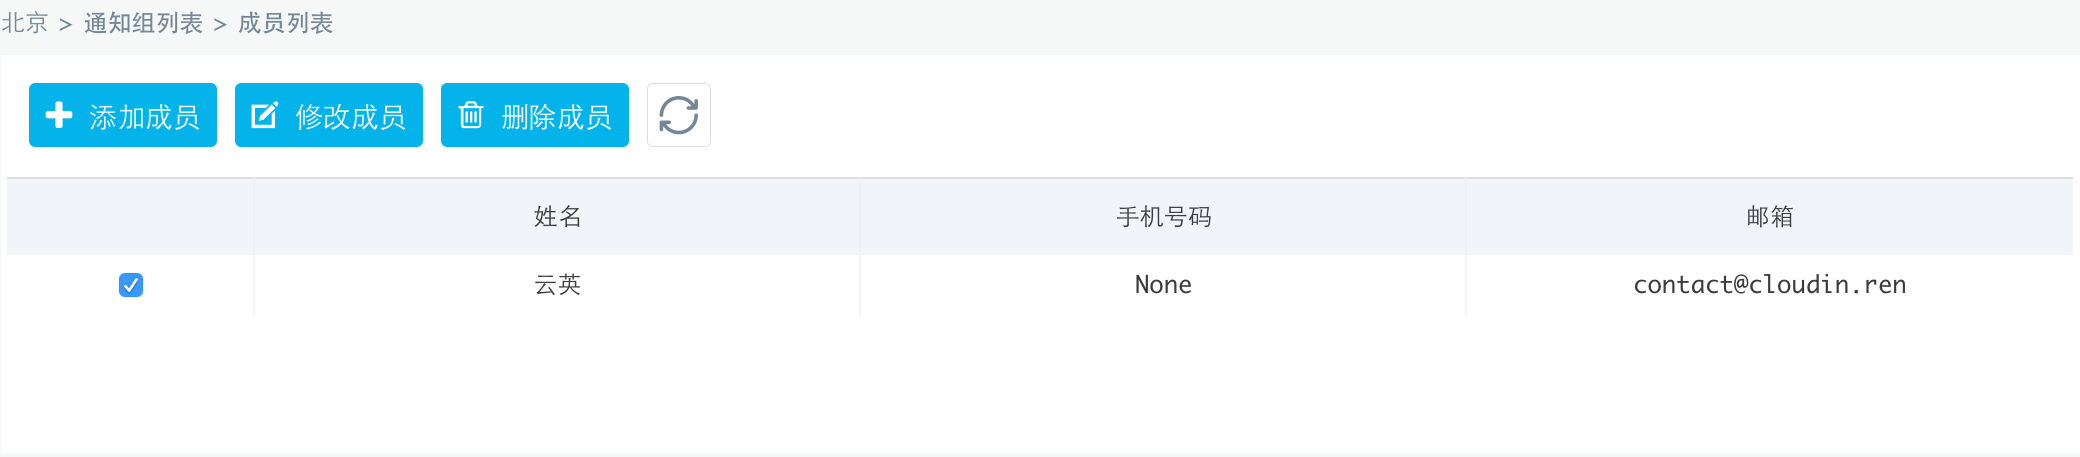 北京 > 通知组列表 > 成员列表
添加成员 修改成员 删除成员
姓名 手机号码 邮箱
云英 None contact@cloudin.ren